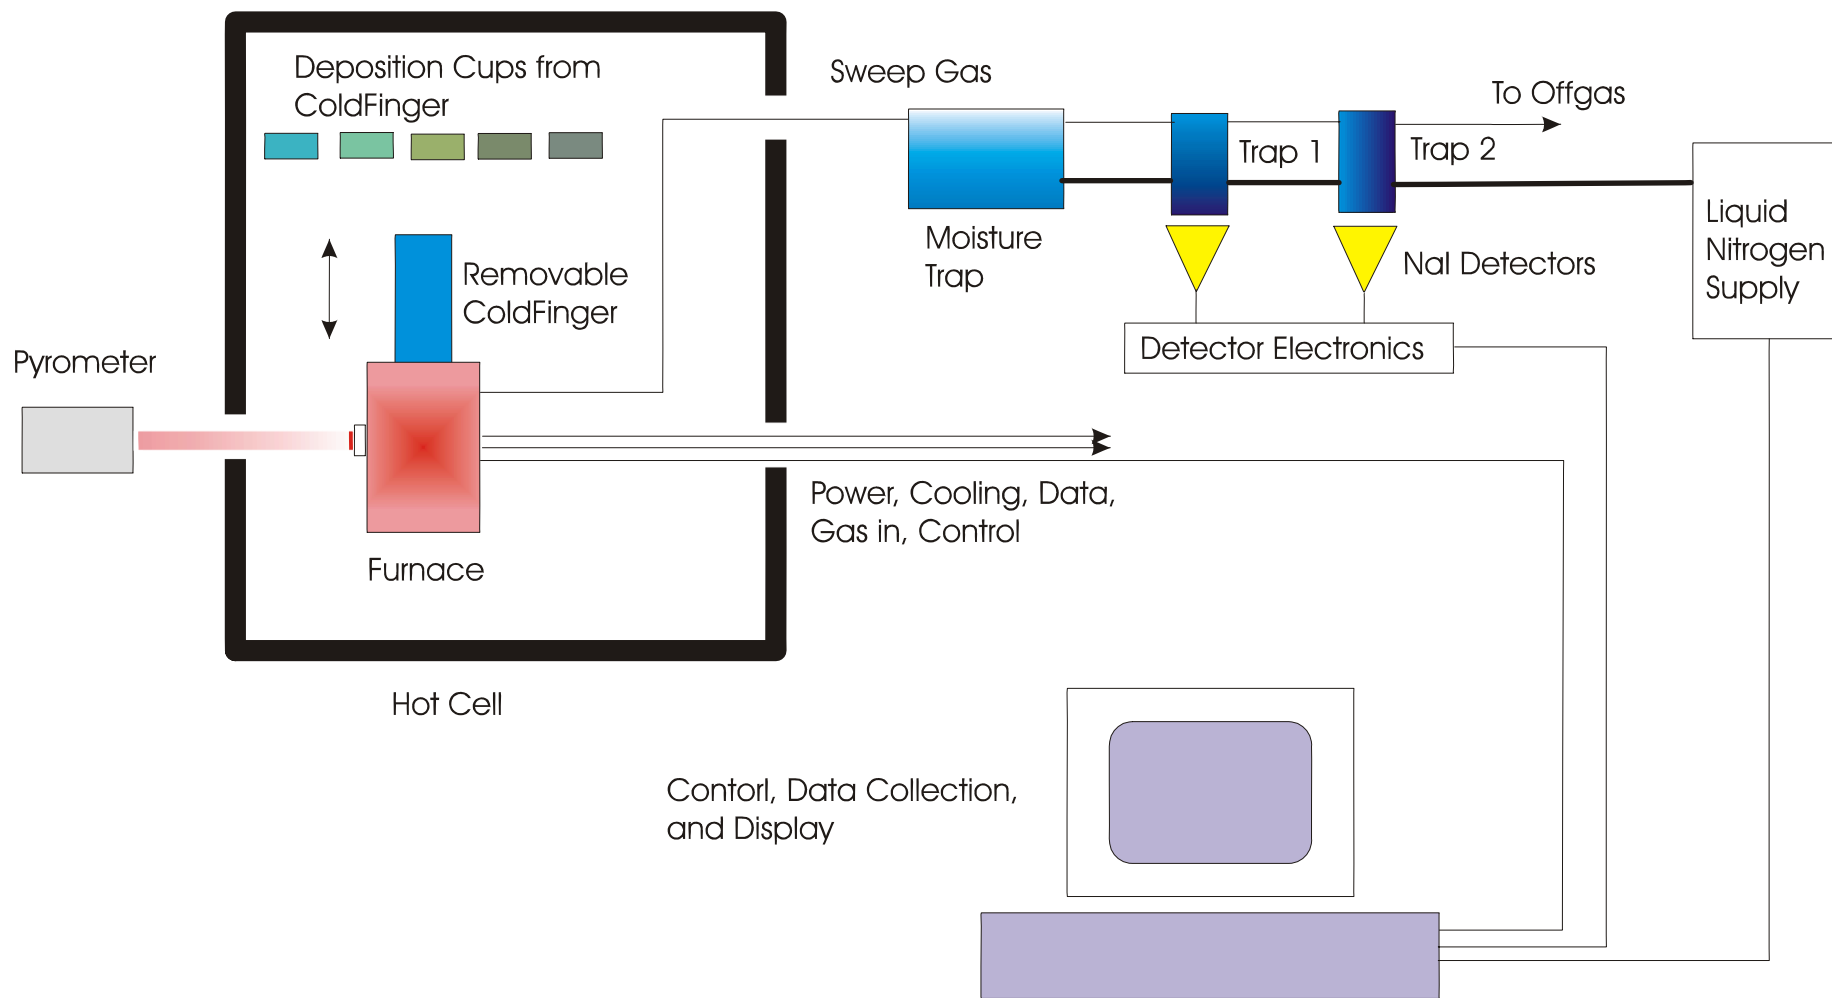 Deposition Cups from
ColdFinger
Sweep Gas
To Offgas
Trap 1
Trap 2
Liquid
Nitrogen
Supply
Moisture
Trap
NaI Detectors
Removable
ColdFinger
Detector Electronics
Pyrometer
Power, Cooling, Data,
Gas in, Control
Furnace
Hot Cell
Contorl, Data Collection,
and Display